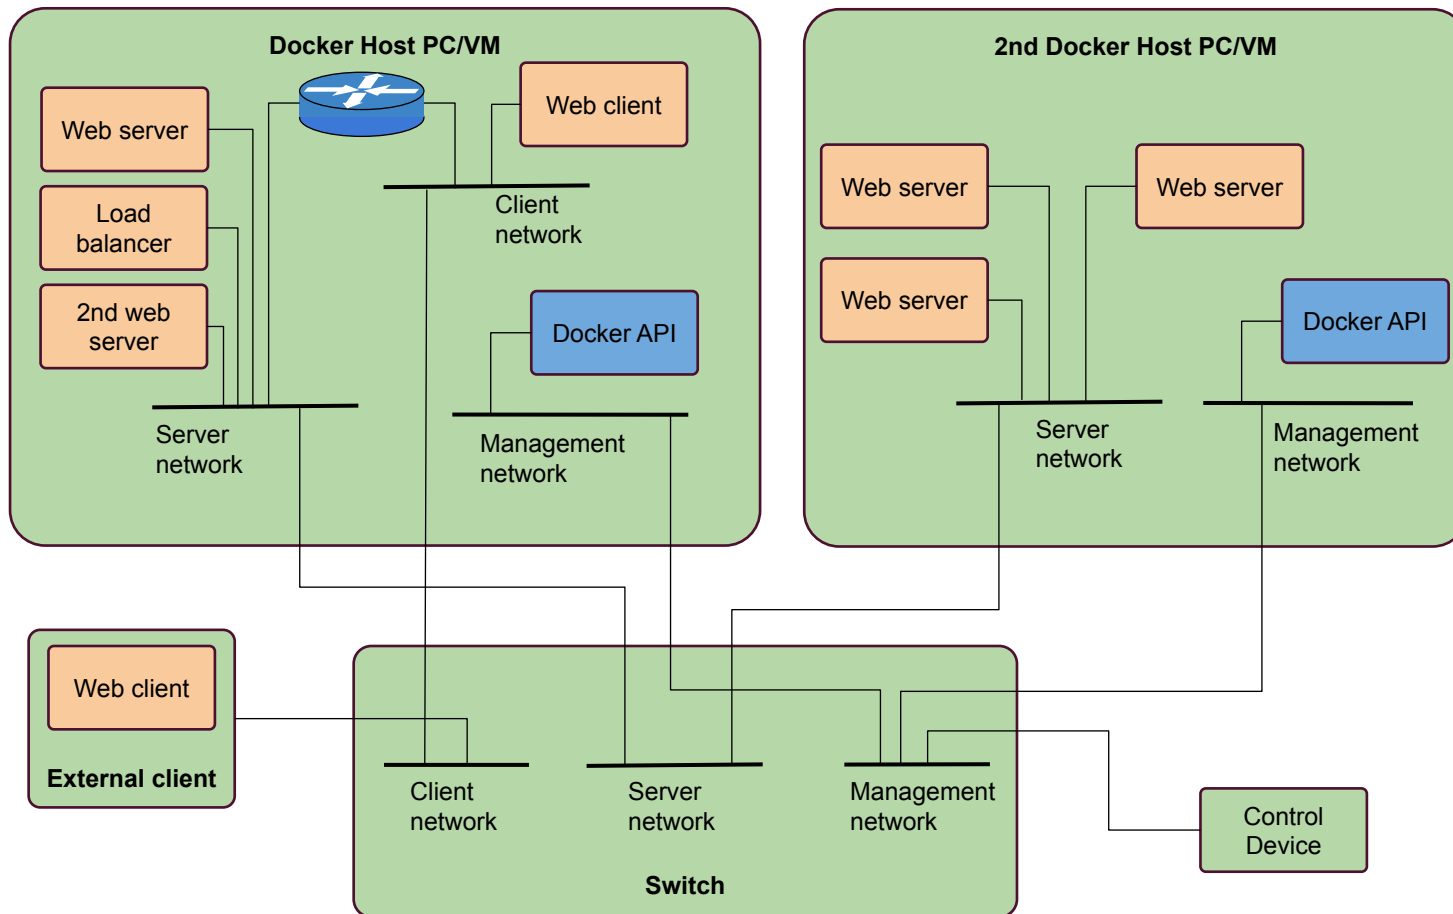 Docker Host PC/VM
Web server
Load
balancer
2nd web
server
Web client
Client
network
Docker API
Server
network
Management
network
2nd Docker Host PC/VM
Web server
Web server
Web server
Docker API
Server
network
Management
network
Web client
External client
Client
network
Server
network
Management
network
Switch
Control
Device